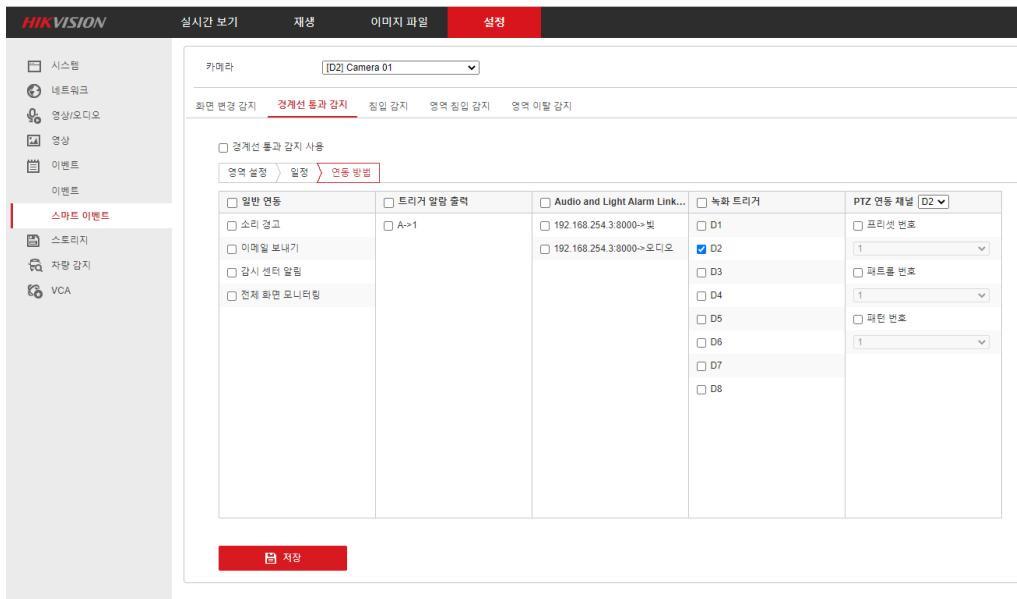 HIKVISION 실시간 보기 재생 이미지 파일 설정
시스템
네트워크
영상/오디오
영상
이벤트
이벤트
스마트 이벤트
스토리지
차량 감지
VCA
카메라 [D2] Camera 01
화면 변경 감지 경계선 통과 감지 침입 감지 영역 침입 감지 영역 이탈 감지
경계선 통과 감지 사용
영역 설정 일정 연동 방법
일반 연동 트리거 알람 출력 Audio and Light Alarm Link... 녹화 트리거 PTZ 연동 채널 D2
소리 경고 A->1 192.168.254.3:8000->빛 D1 프리셋 번호
이메일 보내기 192.168.254.3:8000->오디오 D2 1
감시 센터 알림 D3 패트롤 번호
전체 화면 모니터링 D4 1
D5 패턴 번호
D6 1
D7
D8
저장